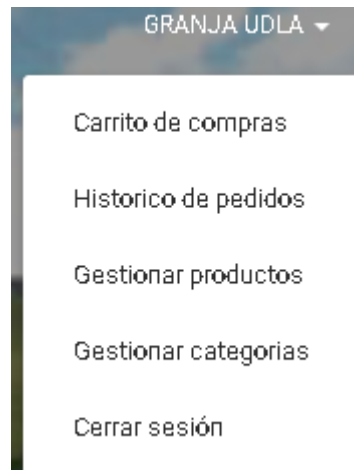 GRANJA UDLA
Carrito de compras
Historico de pedidos
Gestionar productos
Gestionar categorias
Cerrar sesión